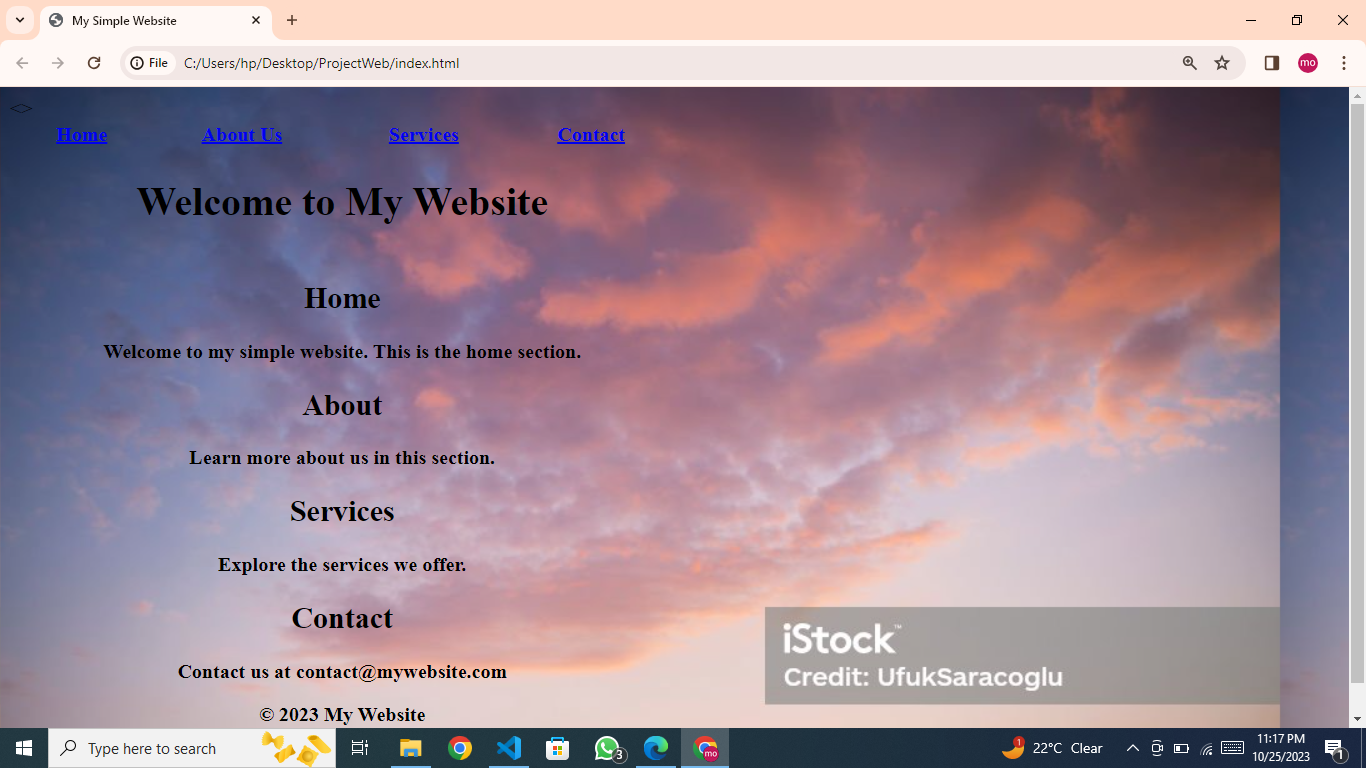 My Simple Website
File
C:/Users/hp/Desktop/ProjectWeb/index.html
mo
<>
Home About Us Services Contact
Welcome to My Website
Home
Welcome to my simple website. This is the home section.
About
Learn more about us in this section.
Services
Explore the services we offer.
Contact
Contact us at contact@mywebsite.com
© 2023 My Website
iStock™
Credit: UfukSaracoglu
Type here to search
3
mo
1
22°C Clear
11:17 PM
10/25/2023
1